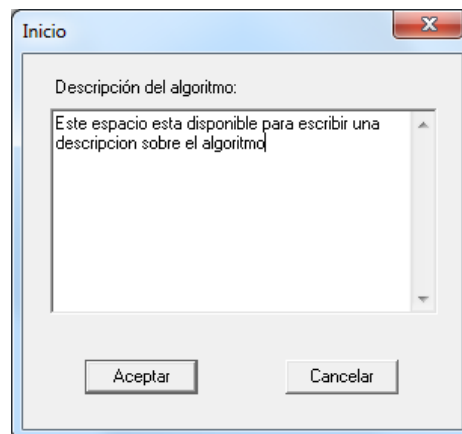 Inicio
Descripción del algoritmo:
Este espacio esta disponible para escribir una
descripcion sobre el algoritmo
Aceptar
Cancelar